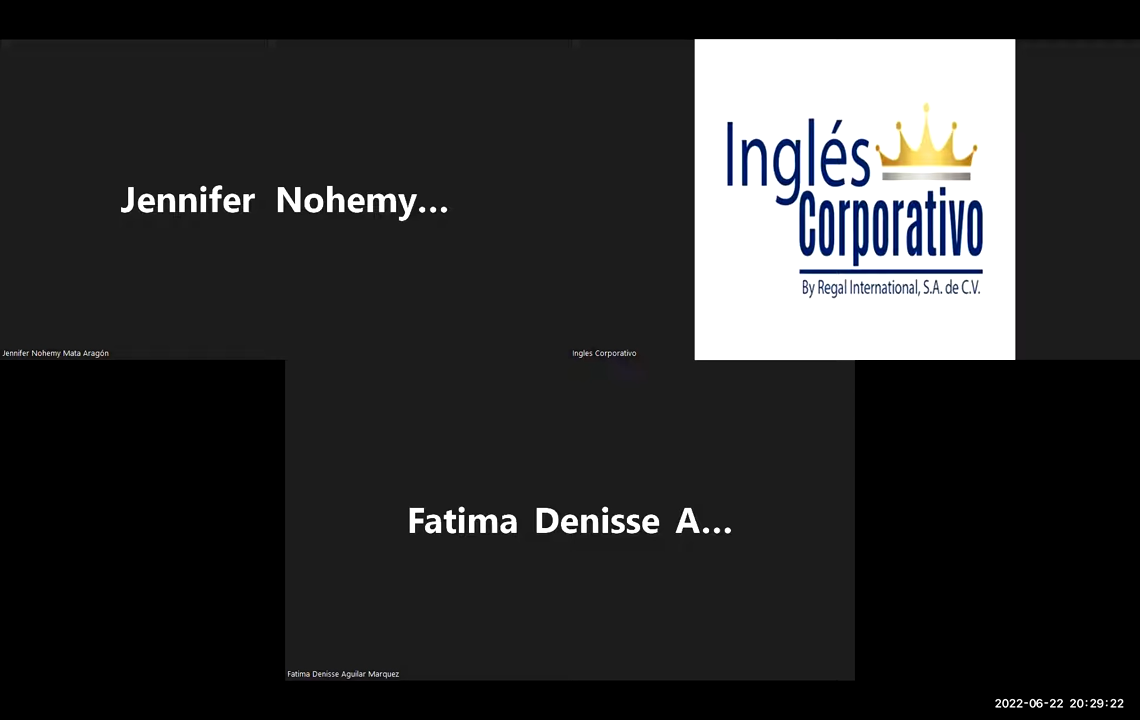 Jennifer Nohemy...
Jennifer Nohemy Mata Aragón
Inglés
Corporativo
By Regal International, S.A. de C.V.
Ingles Corporativo
Fatima Denisse A...
Fatima Denisse Aguilar Marquez
2022-06-22 20:29:22